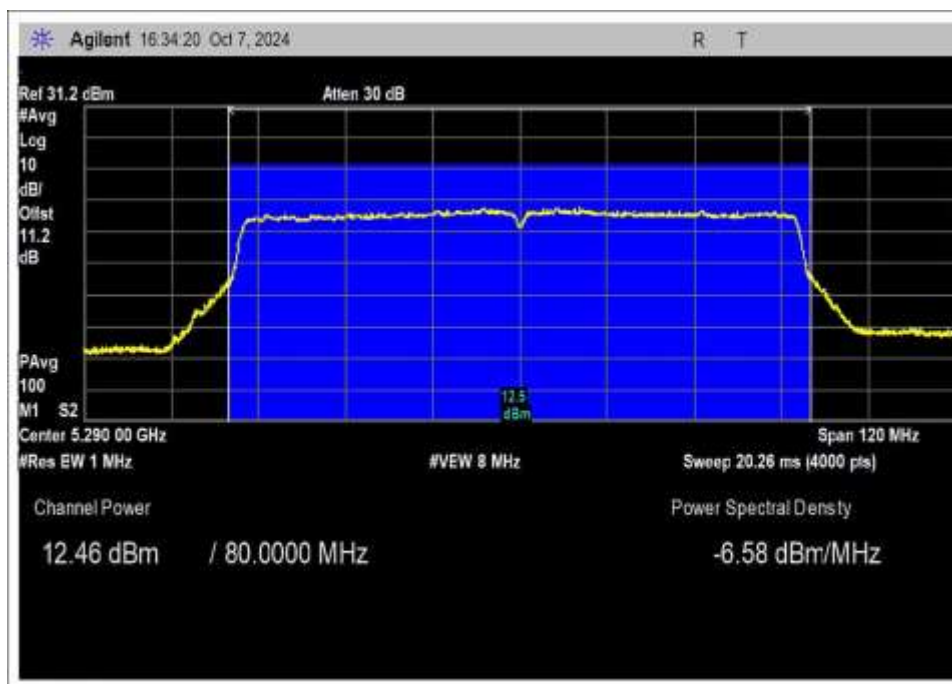 Agilent 16:34:20 Oct 7, 2024 R T
Ref 31.2 dBm Atten 30 dB
#Avg
Log
10
dB/
Offst
11.2
dB
PAvg
100
12.5
dBm
M1 S2
Center 5.290 00 GHz Span 120 MHz
#Res BW 1 MHz #VBW 8 MHz Sweep 20.26 ms (4000 pts)
Channel Power Power Spectral Density
12.46 dBm / 80.0000 MHz -6.58 dBm/MHz